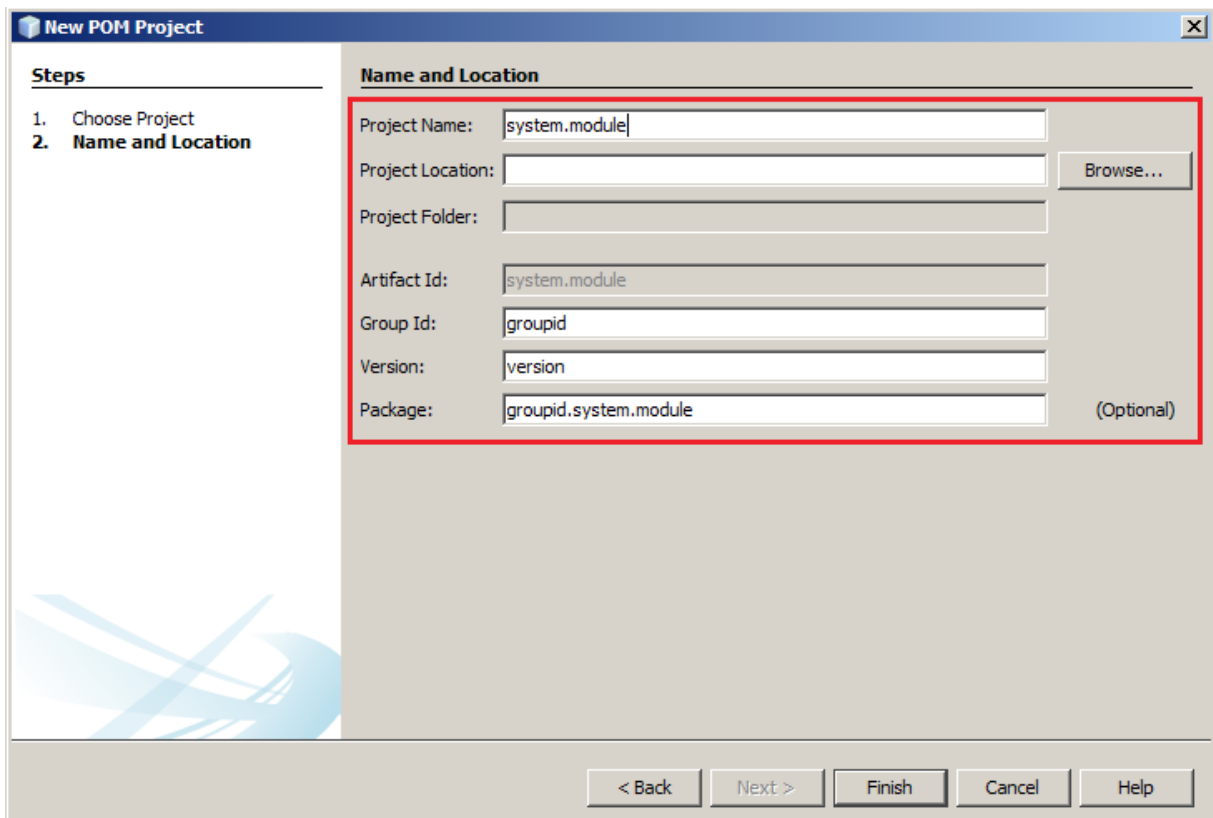 New POM Project
Steps
1. Choose Project
2. Name and Location
Name and Location
Project Name: system.module
Project Location: Browse...
Project Folder:
Artifact Id: system.module
Group Id: groupid
Version: version
Package: groupid.system.module (Optional)
< Back Next > Finish Cancel Help